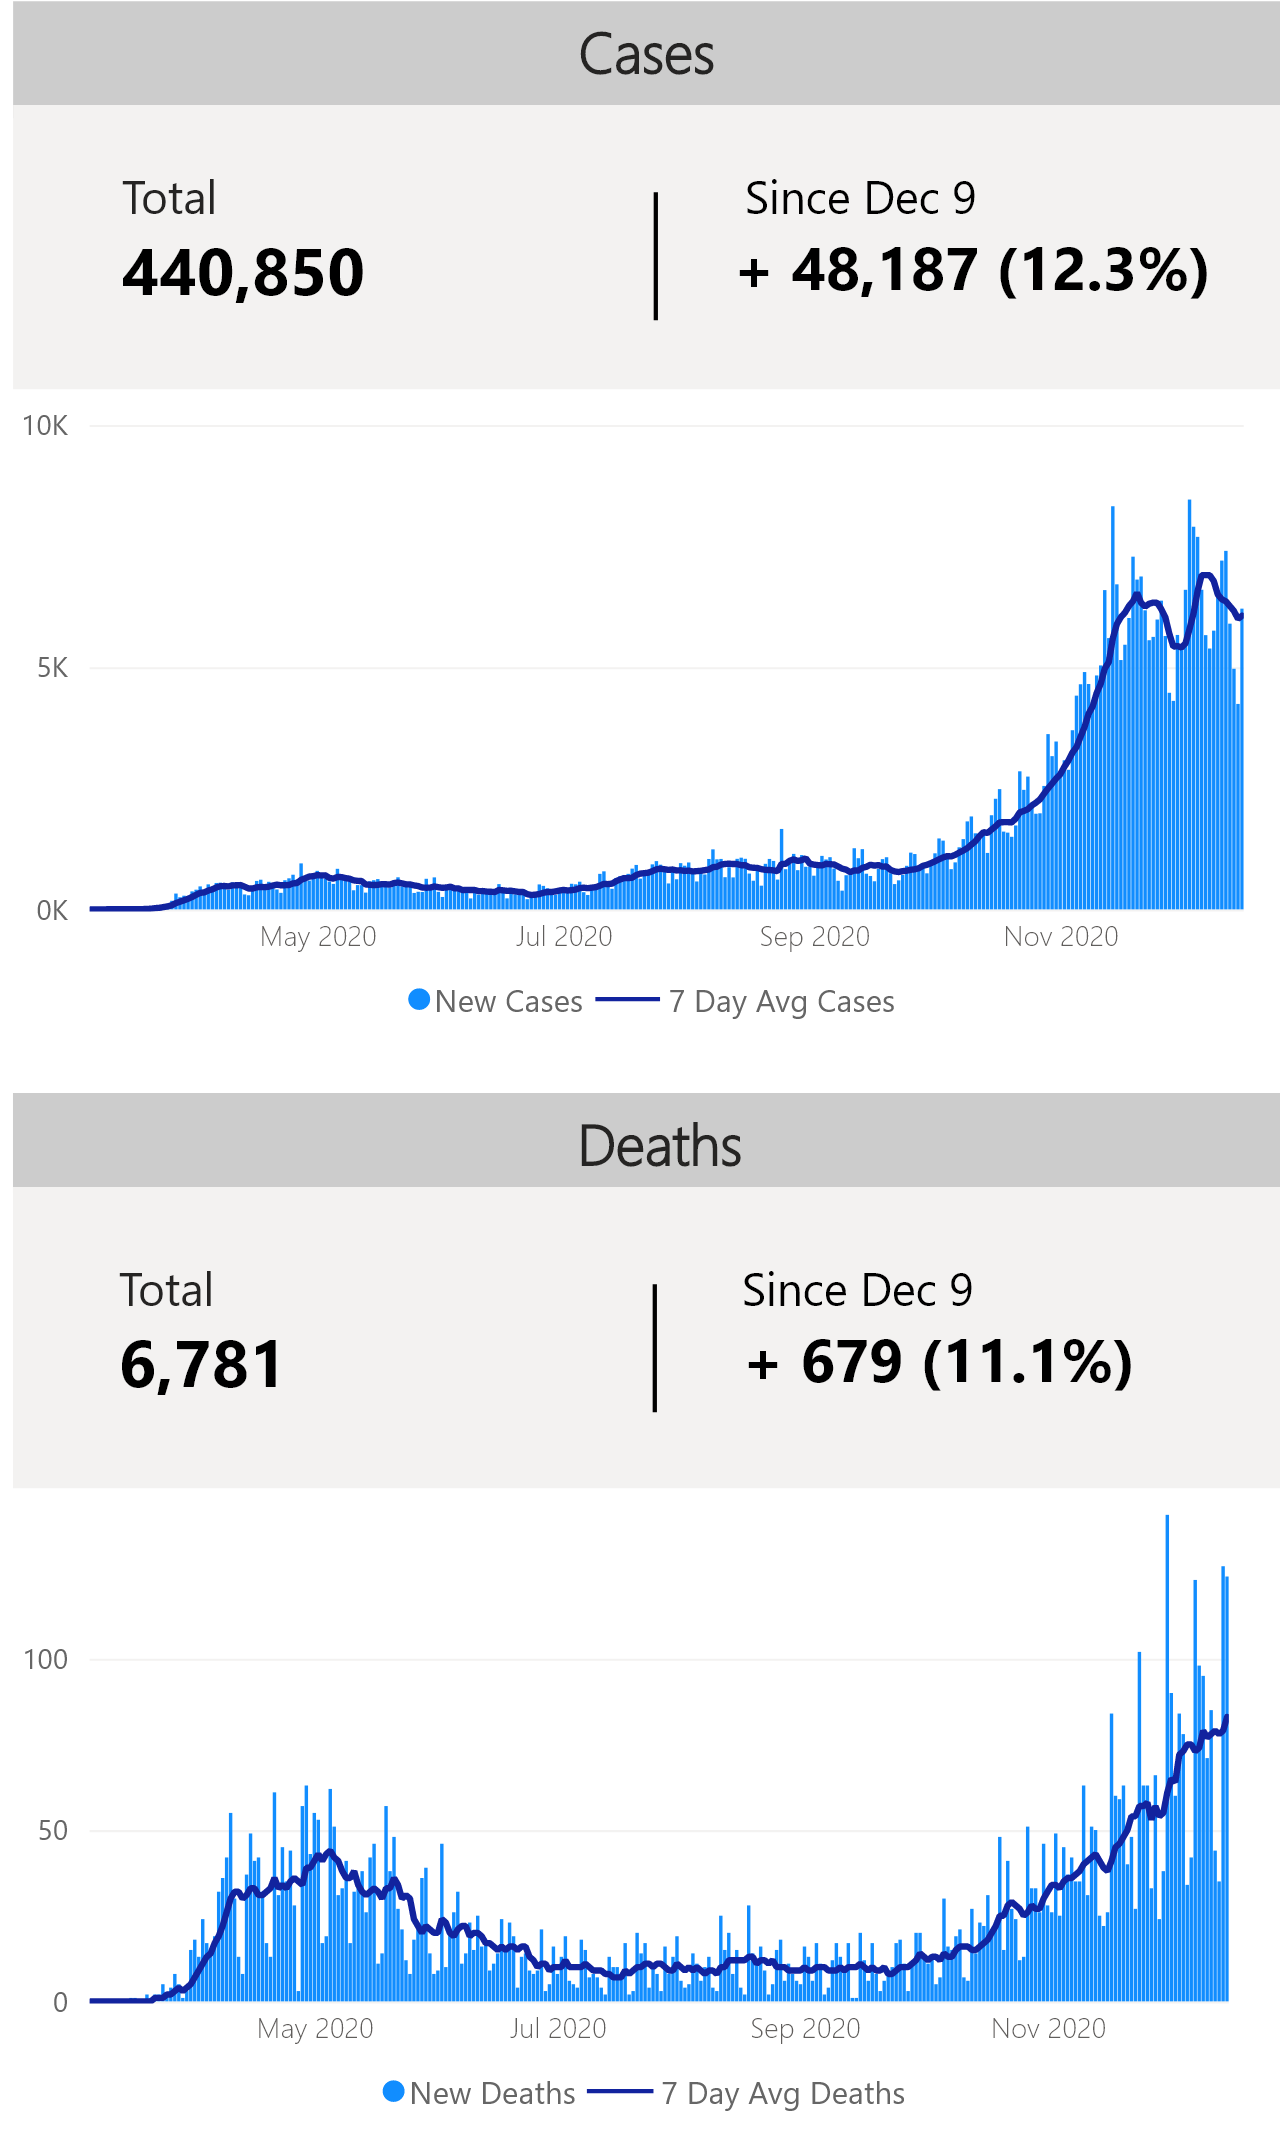 Cases
Total
Since Dec 9
440,850
+ 48,187 (12.3%)
10K
5K
0K
May 2020
Jul 2020
Sep 2020
Nov 2020
New Cases
7 Day Avg Cases
Deaths
Total
Since Dec 9
6,781
+ 679 (11.1%)
100
50
0
May 2020
Jul 2020
Sep 2020
Nov 2020
New Deaths
7 Day Avg Deaths